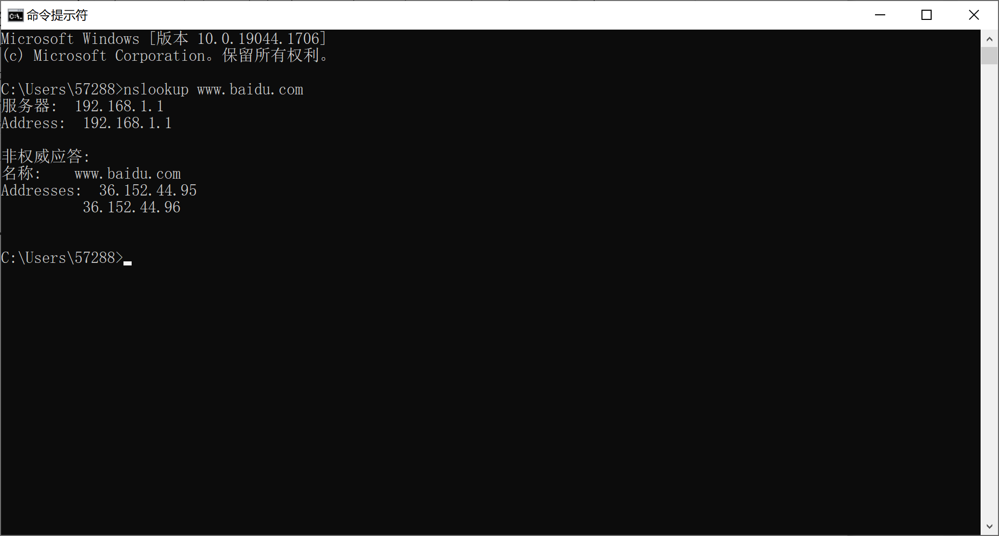 命令提示符
Microsoft Windows [版本 10.0.19044.1706]
(c) Microsoft Corporation。保留所有权利。
C:\Users\57288>nslookup www.baidu.com
服务器:  192.168.1.1
Address:  192.168.1.1
非权威应答:
名称:    www.baidu.com
Addresses:  36.152.44.95
          36.152.44.96
C:\Users\57288>